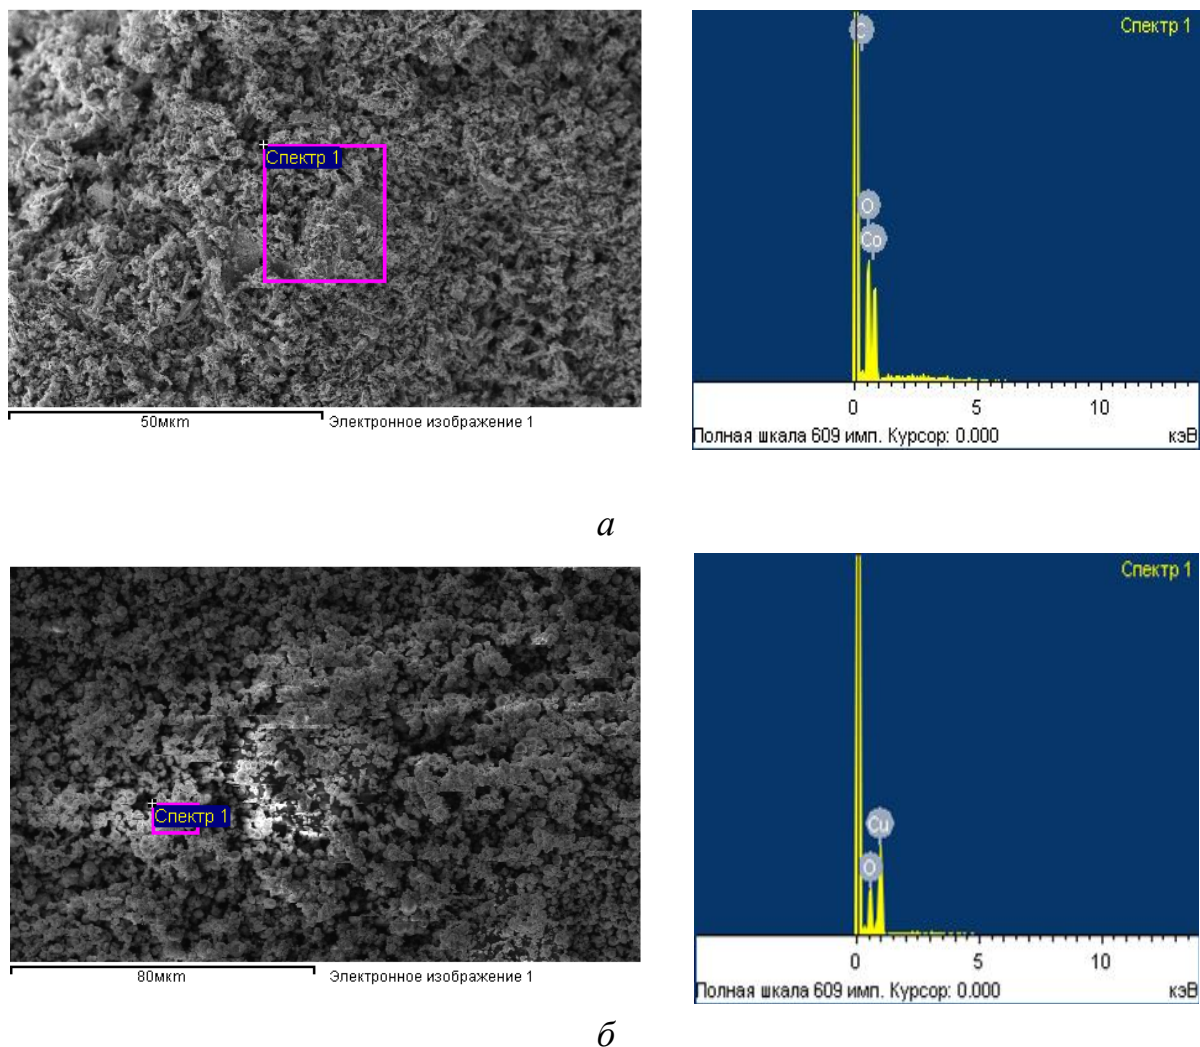 Спектр 1
Спектр 1
C
O
Co
0 5 10
50мкm Электронное изображение 1
Полная шкала 609 имп. Курсор: 0.000 кэВ
а
Спектр 1
Спектр 1
Cu
O
0 5 10
80мкm Электронное изображение 1
Полная шкала 609 имп. Курсор: 0.000 кэВ
б